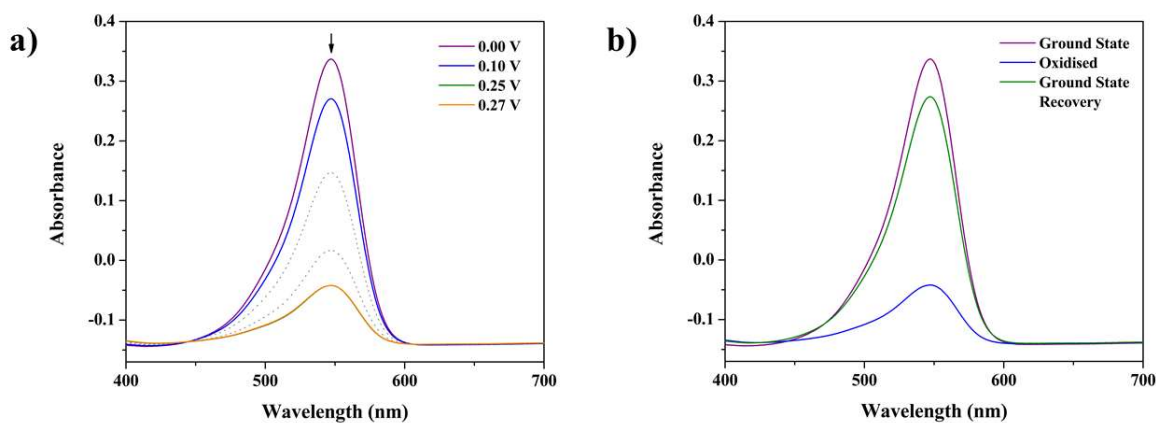 a)
0.4
0.3
0.2
0.1
0.0
-0.1
Absorbance
400
500
600
700
Wavelength (nm)
0.00 V
0.10 V
0.25 V
0.27 V
b)
0.4
0.3
0.2
0.1
0.0
-0.1
Absorbance
400
500
600
700
Wavelength (nm)
Ground State
Oxidised
Ground State
Recovery